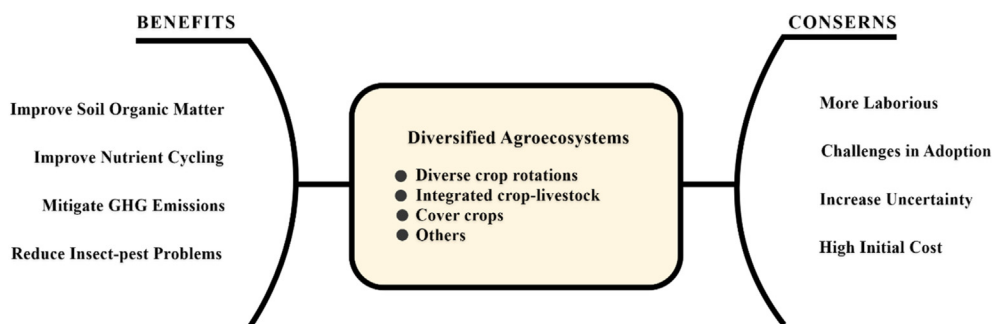 BENEFITS
Improve Soil Organic Matter
Improve Nutrient Cycling
Mitigate GHG Emissions
Reduce Insect-pest Problems
Diversified Agroecosystems
Diverse crop rotations
Integrated crop-livestock
Cover crops
Others
CONSERNS
More Laborious
Challenges in Adoption
Increase Uncertainty
High Initial Cost